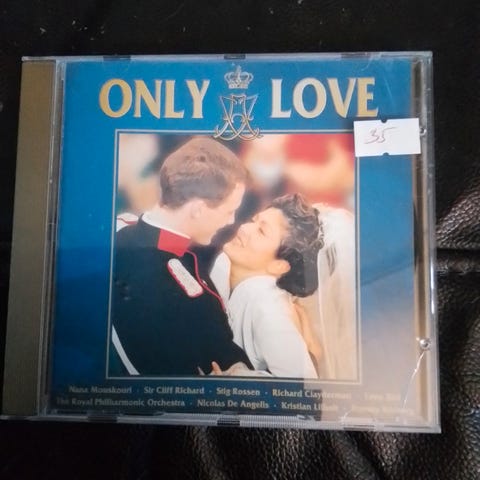 ONLY LOVE
35
Nana Mouskouri · Sir Cliff Richard · Stig Rossen · Richard Clayderman
The Royal Philharmonic Orchestra · Nicolas De Angelis · Kristian Lilholt